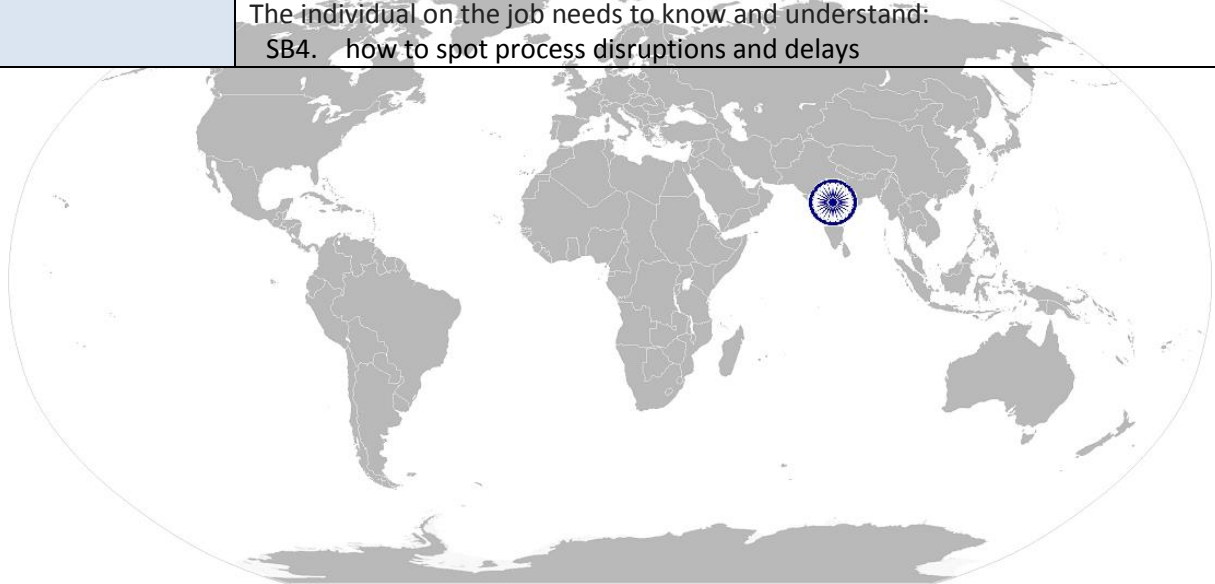 The individual on the job needs to know and understand:
SB4. how to spot process disruptions and delays